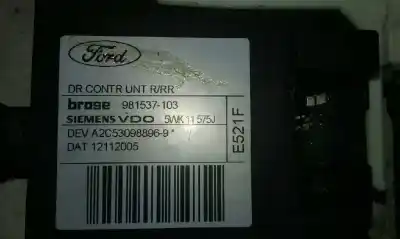 Ford
DR CONTR UNT R/RR
brose 981537-103
SIEMENS VDO 5WK11575J
DEV A2C53098896-9*
DAT 12112005
E521F